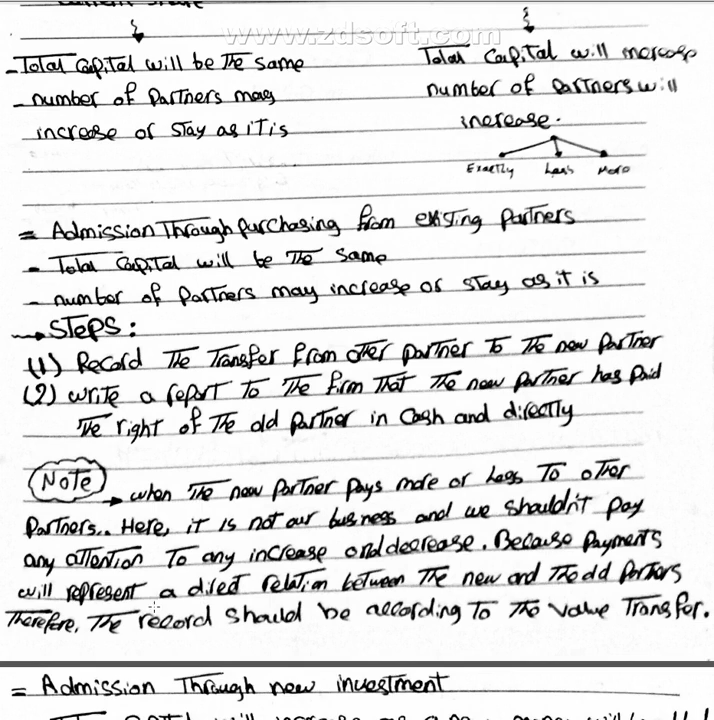 www.zdsoft.com
- Total Capital will be The same
- number of Partners may
increase or stay as it is
Total Capital will increase
number of Partners will
increase.
Exactly Less More
= Admission Through purchasing from existing Partners
- Total Capital will be The same
- number of Partners may increase or stay as it is
→ STePS :
(1) Record The Transfer from other partner To The new Partner
(2) write a report To The firm That The new partner has paid
The right of The old partner in Cash and directly
Note → when The new Partner Pays more or Less To other
Partners.. Here, it is not our business and we shouldn't pay
any attention To any increase and decrease. Because Payments
will represent a direct relation between The new and The old Partners
Therefore, The record should be according To The value Transfer.
= Admission Through new investment